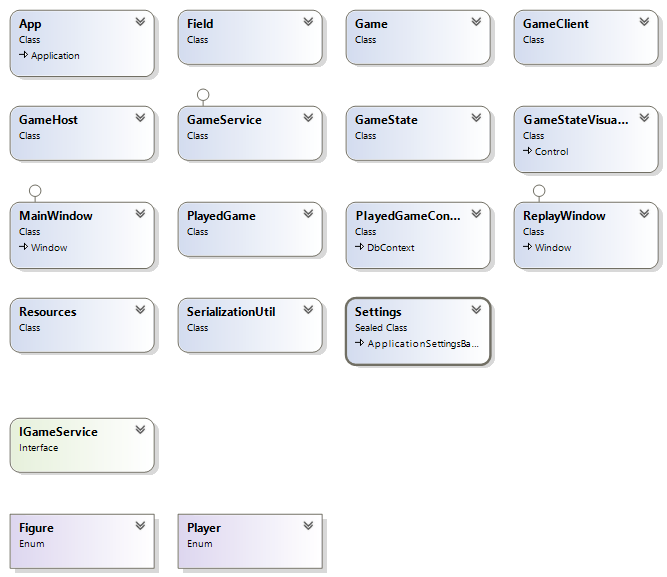 App
Class
Application
Field
Class
Game
Class
GameClient
Class
GameHost
Class
GameService
Class
GameState
Class
GameStateVisua...
Class
Control
MainWindow
Class
Window
PlayedGame
Class
PlayedGameCon...
Class
DbContext
ReplayWindow
Class
Window
Resources
Class
SerializationUtil
Class
Settings
Sealed Class
ApplicationSettingsBa...
IGameService
Interface
Figure
Enum
Player
Enum